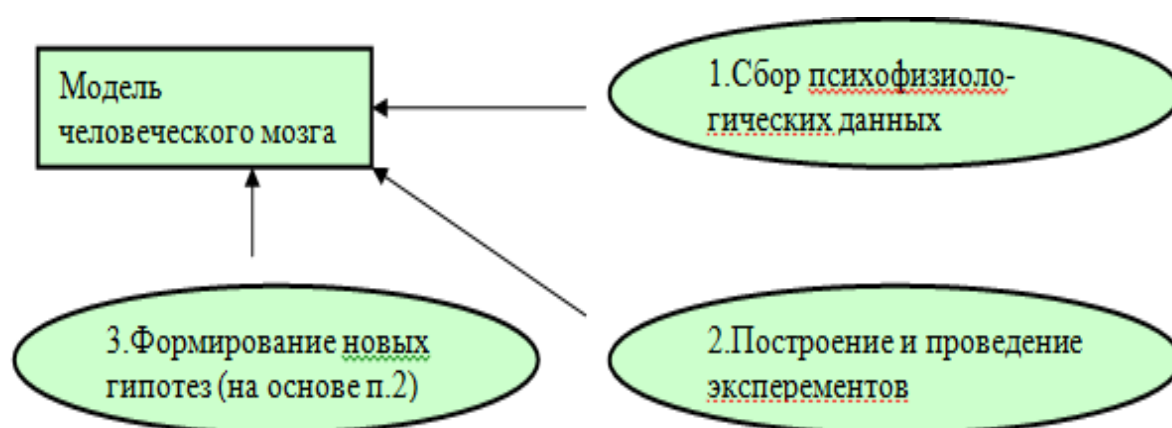 Модель
человеческого мозга
1.Сбор психофизиоло-
гических данных
3.Формирование новых
гипотез (на основе п.2)
2.Построение и проведение
эксперементов